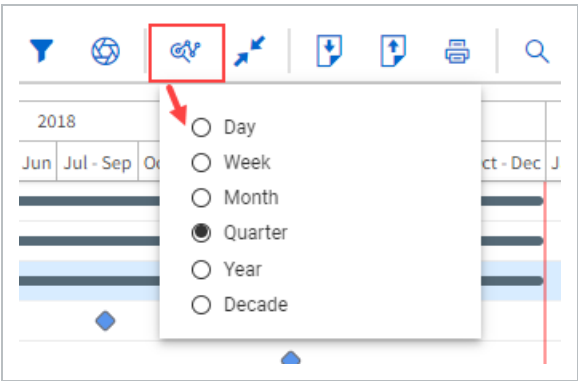 2018
Jun Jul - Sep
ct - Dec J
Day
Week
Month
Quarter
Year
Decade